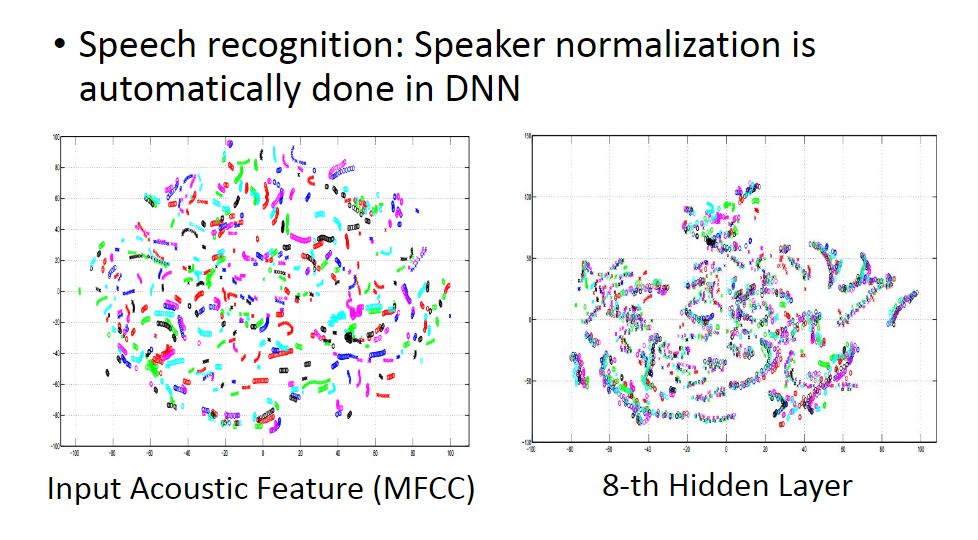 • Speech recognition: Speaker normalization is
automatically done in DNN
Input Acoustic Feature (MFCC)
8-th Hidden Layer